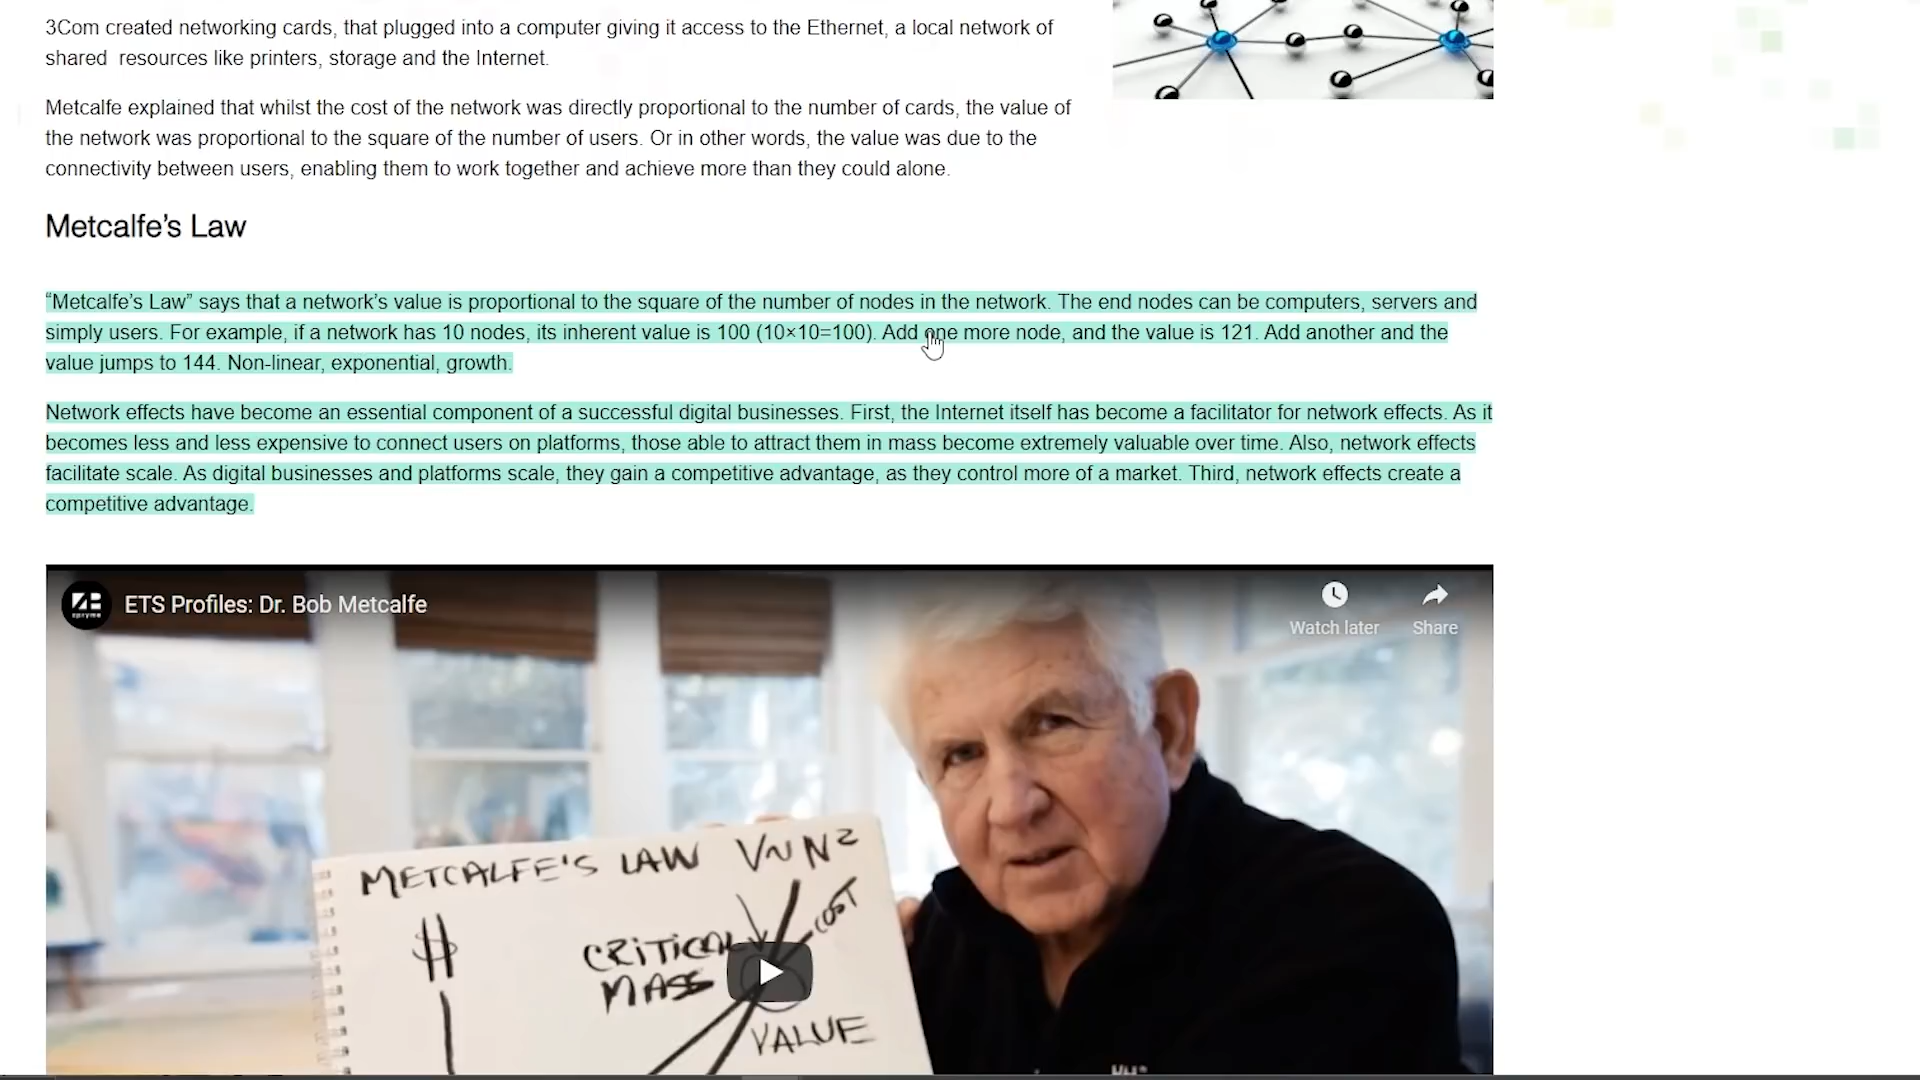 3Com created networking cards, that plugged into a computer giving it access to the Ethernet, a local network of
shared  resources like printers, storage and the Internet.
Metcalfe explained that whilst the cost of the network was directly proportional to the number of cards, the value of
the network was proportional to the square of the number of users. Or in other words, the value was due to the
connectivity between users, enabling them to work together and achieve more than they could alone.
Metcalfe’s Law
“Metcalfe’s Law” says that a network’s value is proportional to the square of the number of nodes in the network. The end nodes can be computers, servers and
simply users. For example, if a network has 10 nodes, its inherent value is 100 (10×10=100). Add one more node, and the value is 121. Add another and the
value jumps to 144. Non-linear, exponential, growth.
Network effects have become an essential component of a successful digital businesses. First, the Internet itself has become a facilitator for network effects. As it
becomes less and less expensive to connect users on platforms, those able to attract them in mass become extremely valuable over time. Also, network effects
facilitate scale. As digital businesses and platforms scale, they gain a competitive advantage, as they control more of a market. Third, network effects create a
competitive advantage.
ETS Profiles: Dr. Bob Metcalfe
Watch later
Share
METCALFE'S LAW V~N²
$
COST
CRITICAL
MASS
VALUE